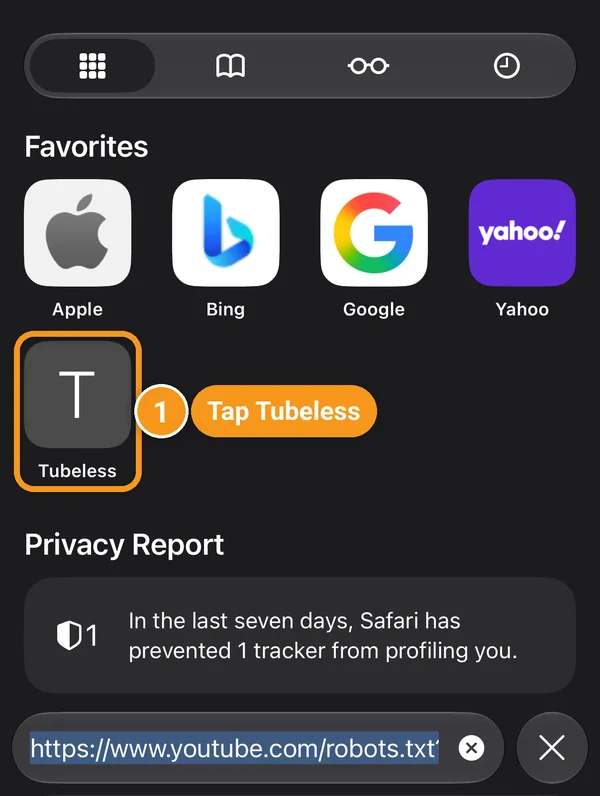 Favorites
yahoo!
Apple
Bing
Google
Yahoo
T
1
Tap Tubeless
Tubeless
Privacy Report
1
In the last seven days, Safari has
prevented 1 tracker from profiling you.
https://www.youtube.com/robots.txt